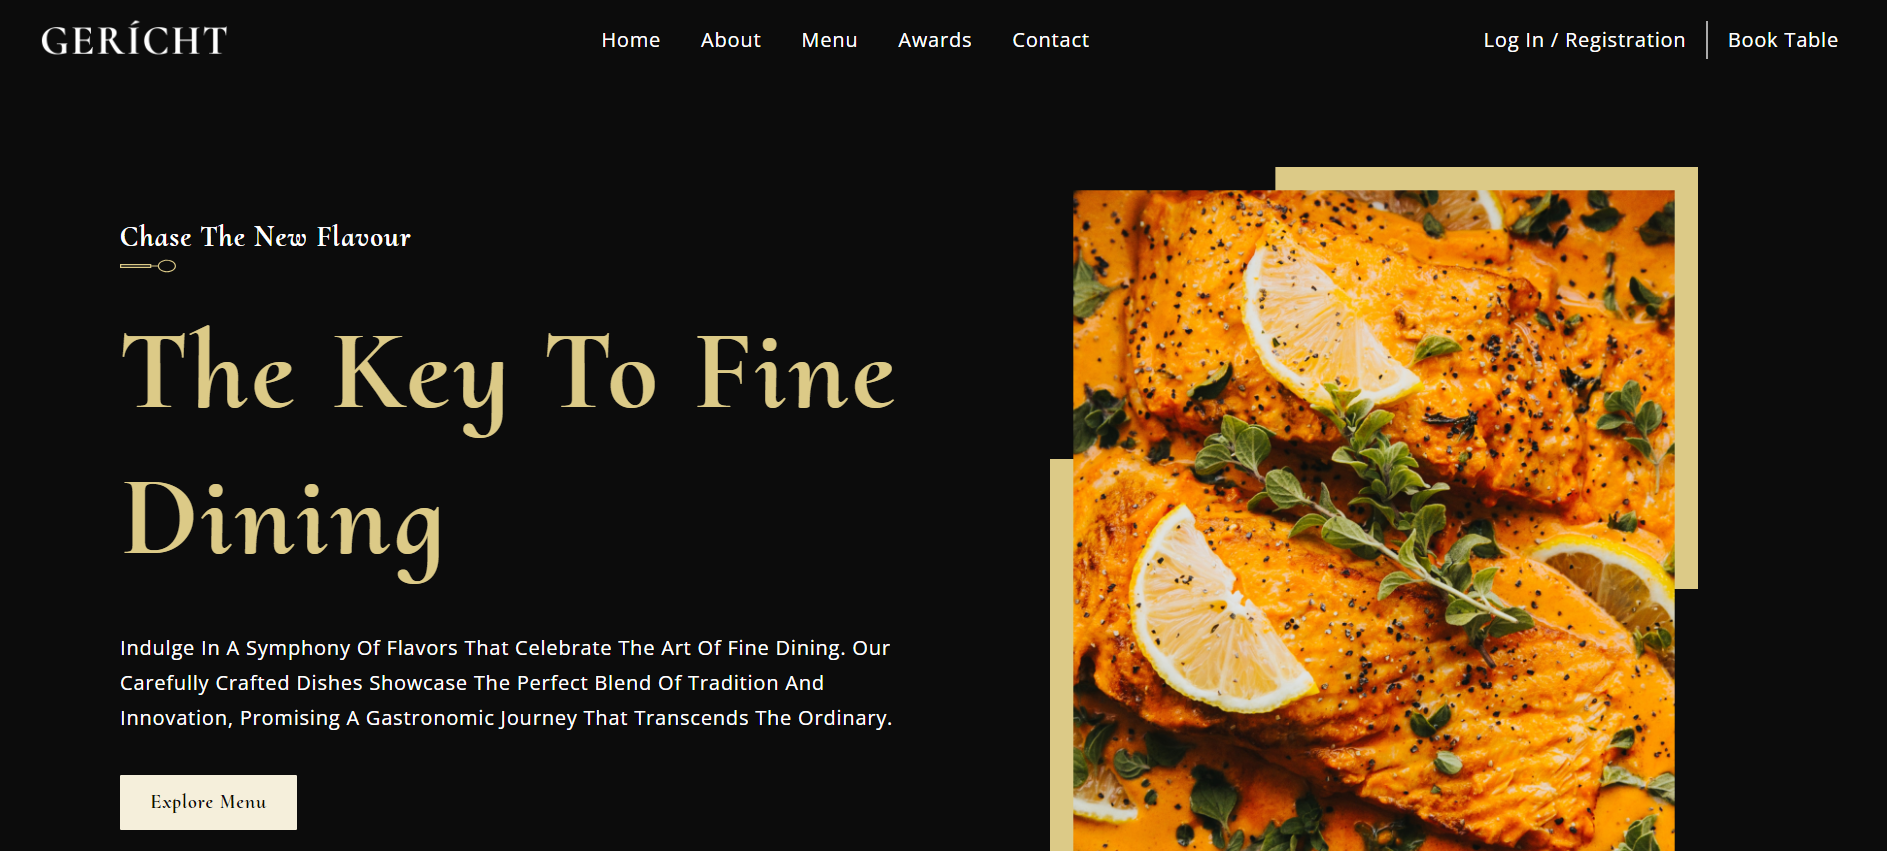 GERÍCHT
Home About Menu Awards Contact
Log In / Registration Book Table
Chase The New Flavour
The Key To Fine
Dining
Indulge In A Symphony Of Flavors That Celebrate The Art Of Fine Dining. Our
Carefully Crafted Dishes Showcase The Perfect Blend Of Tradition And
Innovation, Promising A Gastronomic Journey That Transcends The Ordinary.
Explore Menu